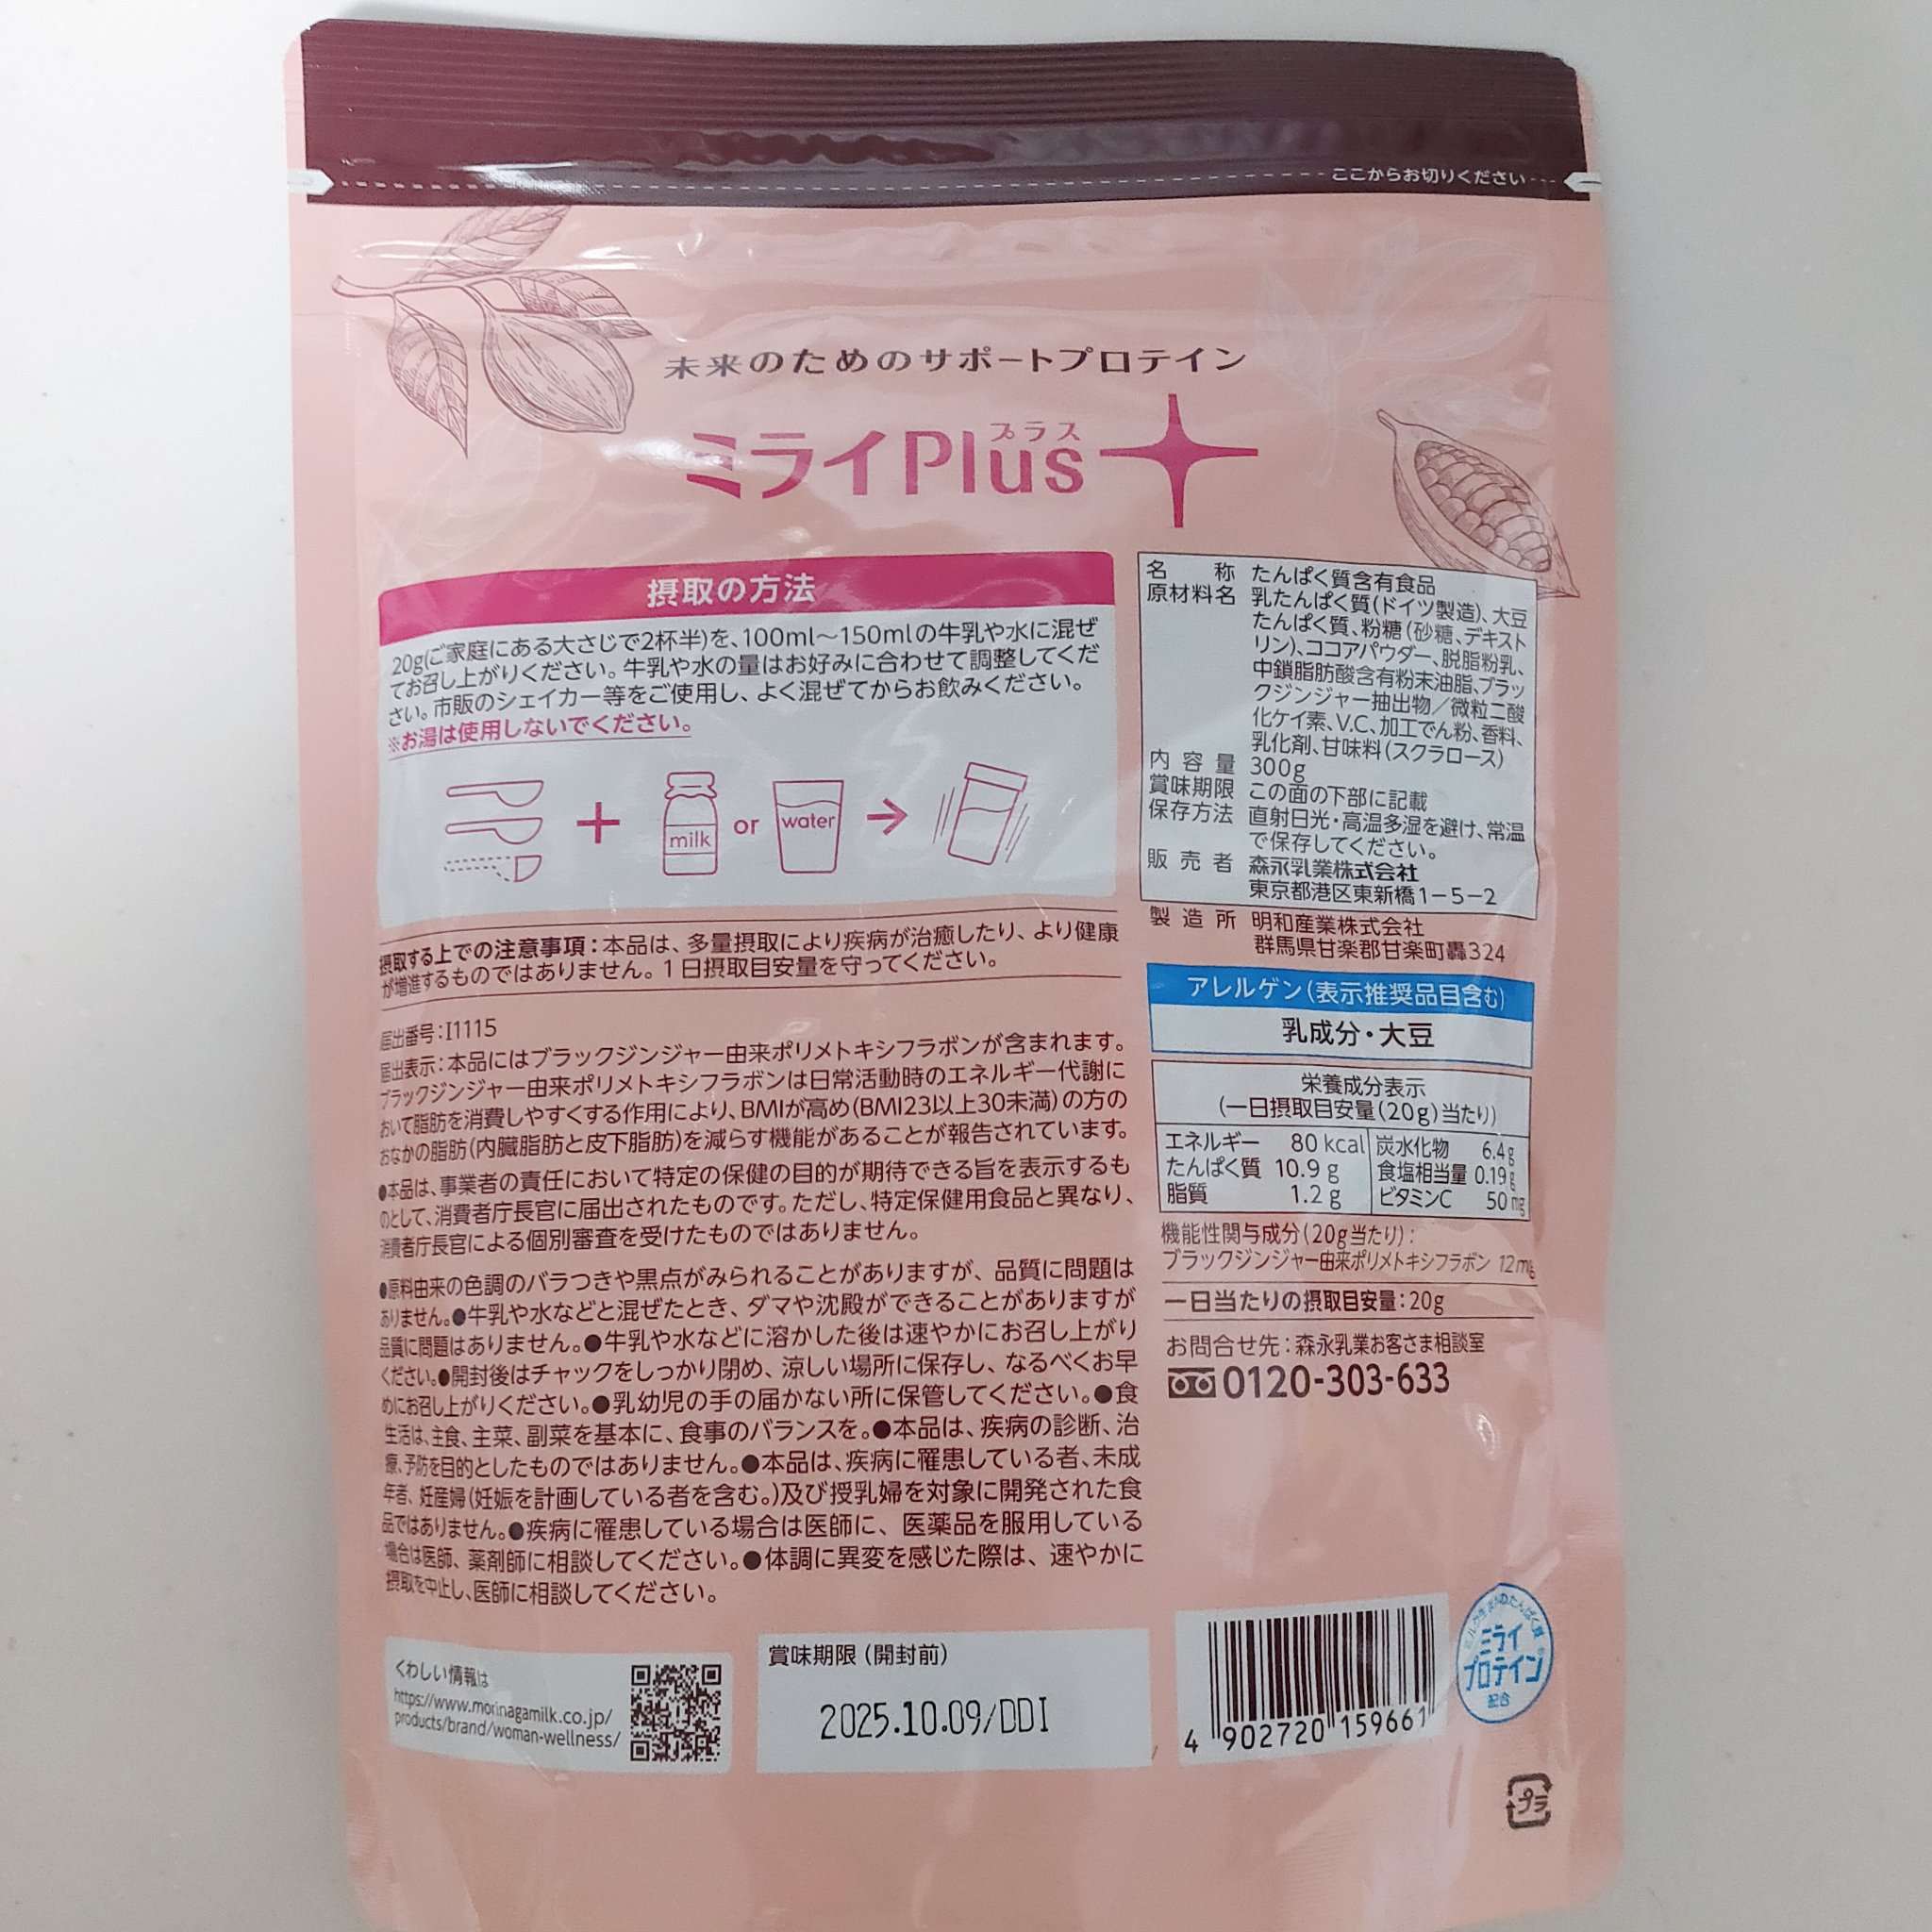 ここからお切りください
未来のためのサポートプロテイン
プラス
ミライPlus
摂取の方法
20g(ご家庭にある大さじで2杯半)を、100ml～150mlの牛乳や水に混ぜ
てお召し上がりください。牛乳や水の量はお好みに合わせて調整してくだ
さい。市販のシェイカー等をご使用し、よく混ぜてからお飲みください。
※お湯は使用しないでください。
milk
or
water
摂取する上での注意事項：本品は、多量摂取により疾病が治癒したり、より健康
が増進するものではありません。1日摂取目安量を守ってください。
届出番号：I1115
届出表示：本品にはブラックジンジャー由来ポリメトキシフラボンが含まれます。
ブラックジンジャー由来ポリメトキシフラボンは日常活動時のエネルギー代謝に
おいて脂肪を消費しやすくする作用により、BMIが高め(BMI23以上30未満)の方の
おなかの脂肪(内臓脂肪と皮下脂肪)を減らす機能があることが報告されています。
●本品は、事業者の責任において特定の保健の目的が期待できる旨を表示するも
のとして、消費者庁長官に届出されたものです。ただし、特定保健用食品と異なり、
消費者庁長官による個別審査を受けたものではありません。
●原料由来の色調のバラつきや黒点がみられることがありますが、品質に問題は
ありません。●牛乳や水などと混ぜたとき、ダマや沈殿ができることがありますが
品質に問題はありません。●牛乳や水などに溶かした後は速やかにお召し上がり
ください。●開封後はチャックをしっかり閉め、涼しい場所に保存し、なるべくお早
めにお召し上がりください。●乳幼児の手の届かない所に保管してください。●食
生活は、主食、主菜、副菜を基本に、食事のバランスを。●本品は、疾病の診断、治
療、予防を目的としたものではありません。●本品は、疾病に罹患している者、未成
年者、妊産婦(妊娠を計画している者を含む。)及び授乳婦を対象に開発された食
品ではありません。●疾病に罹患している場合は医師に、医薬品を服用している
場合は医師、薬剤師に相談してください。●体調に異変を感じた際は、速やかに
摂取を中止し、医師に相談してください。
名称 たんぱく質含有食品
原材料名 乳たんぱく質(ドイツ製造)、大豆
たんぱく質、粉糖(砂糖、デキスト
リン)、ココアパウダー、脱脂粉乳、
中鎖脂肪酸含有粉末油脂、ブラッ
クジンジャー抽出物／微粒二酸
化ケイ素、V.C、加工でん粉、香料、
乳化剤、甘味料(スクラロース)
内容量 300g
賞味期限 この面の下部に記載
保存方法 直射日光・高温多湿を避け、常温
で保存してください。
販売者 森永乳業株式会社
東京都港区東新橋1－5－2
製造所 明和産業株式会社
群馬県甘楽郡甘楽町轟324
アレルゲン(表示推奨品目含む)
乳成分・大豆
栄養成分表示
(一日摂取目安量(20g)当たり)
エネルギー 80 kcal 炭水化物 6.4g
たんぱく質 10.9 g 食塩相当量 0.19g
脂質 1.2 g ビタミンC 50 mg
機能性関与成分(20g当たり)：
ブラックジンジャー由来ポリメトキシフラボン 12mg
一日当たりの摂取目安量：20g
お問合せ先：森永乳業お客さま相談室
0120-303-633
くわしい情報は
https://www.morinagamilk.co.jp/
products/brand/woman-wellness/
賞味期限(開封前)
2025.10.09/DDI
4 902720 159661
ミルク生まれのたんぱく質
ミライ
プロテイン
配合
プラ